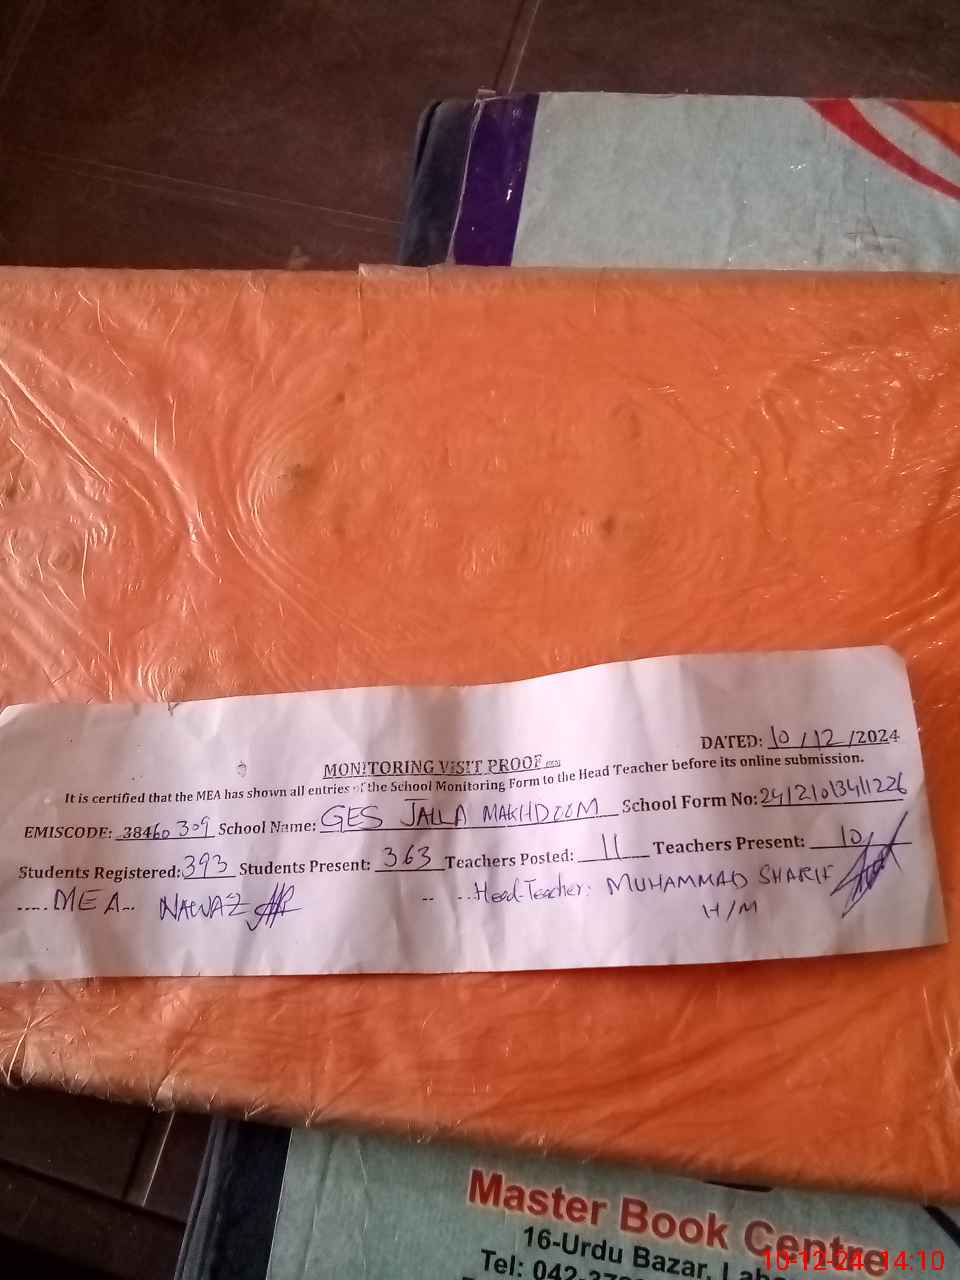 DATED: 10/12/2024
MONITORING VISIT PROOF
It is certified that the MEA has shown all entries of the School Monitoring Form to the Head Teacher before its online submission.
EMISCODE: 38460309 School Name: GES JALLA MAKHDOOM School Form No: 24121013411226
Students Registered: 393 Students Present: 363 Teachers Posted: 11 Teachers Present: 10
.....MEA... NAWAZ -- ...Head-Teacher: MUHAMMAD SHARIF
H/M
Master Book Centre
16-Urdu Bazar,
Tel: 042-
10-12-24 14:10